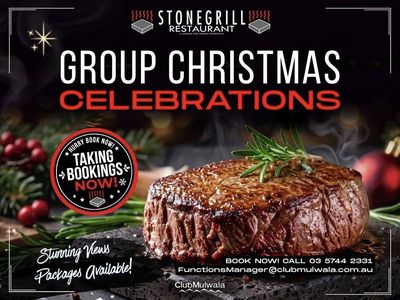 STONEGRILL
RESTAURANT
GROUP CHRISTMAS
CELEBRATIONS
HURRY BOOK NOW!
TAKING
BOOKINGS
NOW!
Stunning Views
Packages Available!
BOOK NOW! CALL 03 5744 2331
FunctionsManager@clubmulwala.com.au
ClubMulwala